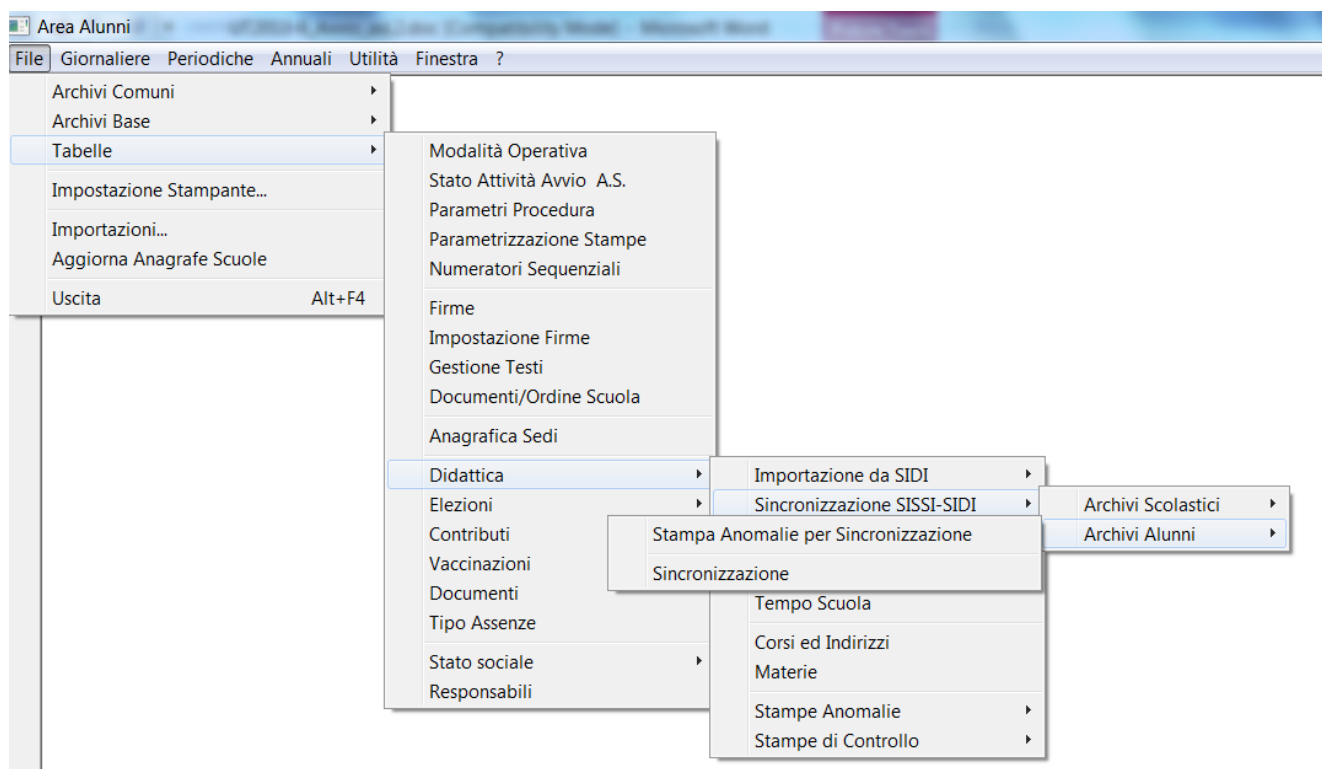 Area Alunni
File Giornaliere Periodiche Annuali Utilità Finestra ?
Archivi Comuni
Archivi Base
Tabelle
Impostazione Stampante...
Importazioni...
Aggiorna Anagrafe Scuole
Uscita Alt+F4
Modalità Operativa
Stato Attività Avvio A.S.
Parametri Procedura
Parametrizzazione Stampe
Numeratori Sequenziali
Firme
Impostazione Firme
Gestione Testi
Documenti/Ordine Scuola
Anagrafica Sedi
Didattica
Elezioni
Contributi
Vaccinazioni
Documenti
Tipo Assenze
Stato sociale
Responsabili
Importazione da SIDI
Sincronizzazione SISSI-SIDI
Tempo Scuola
Corsi ed Indirizzi
Materie
Stampe Anomalie
Stampe di Controllo
Archivi Scolastici
Archivi Alunni
Stampa Anomalie per Sincronizzazione
Sincronizzazione